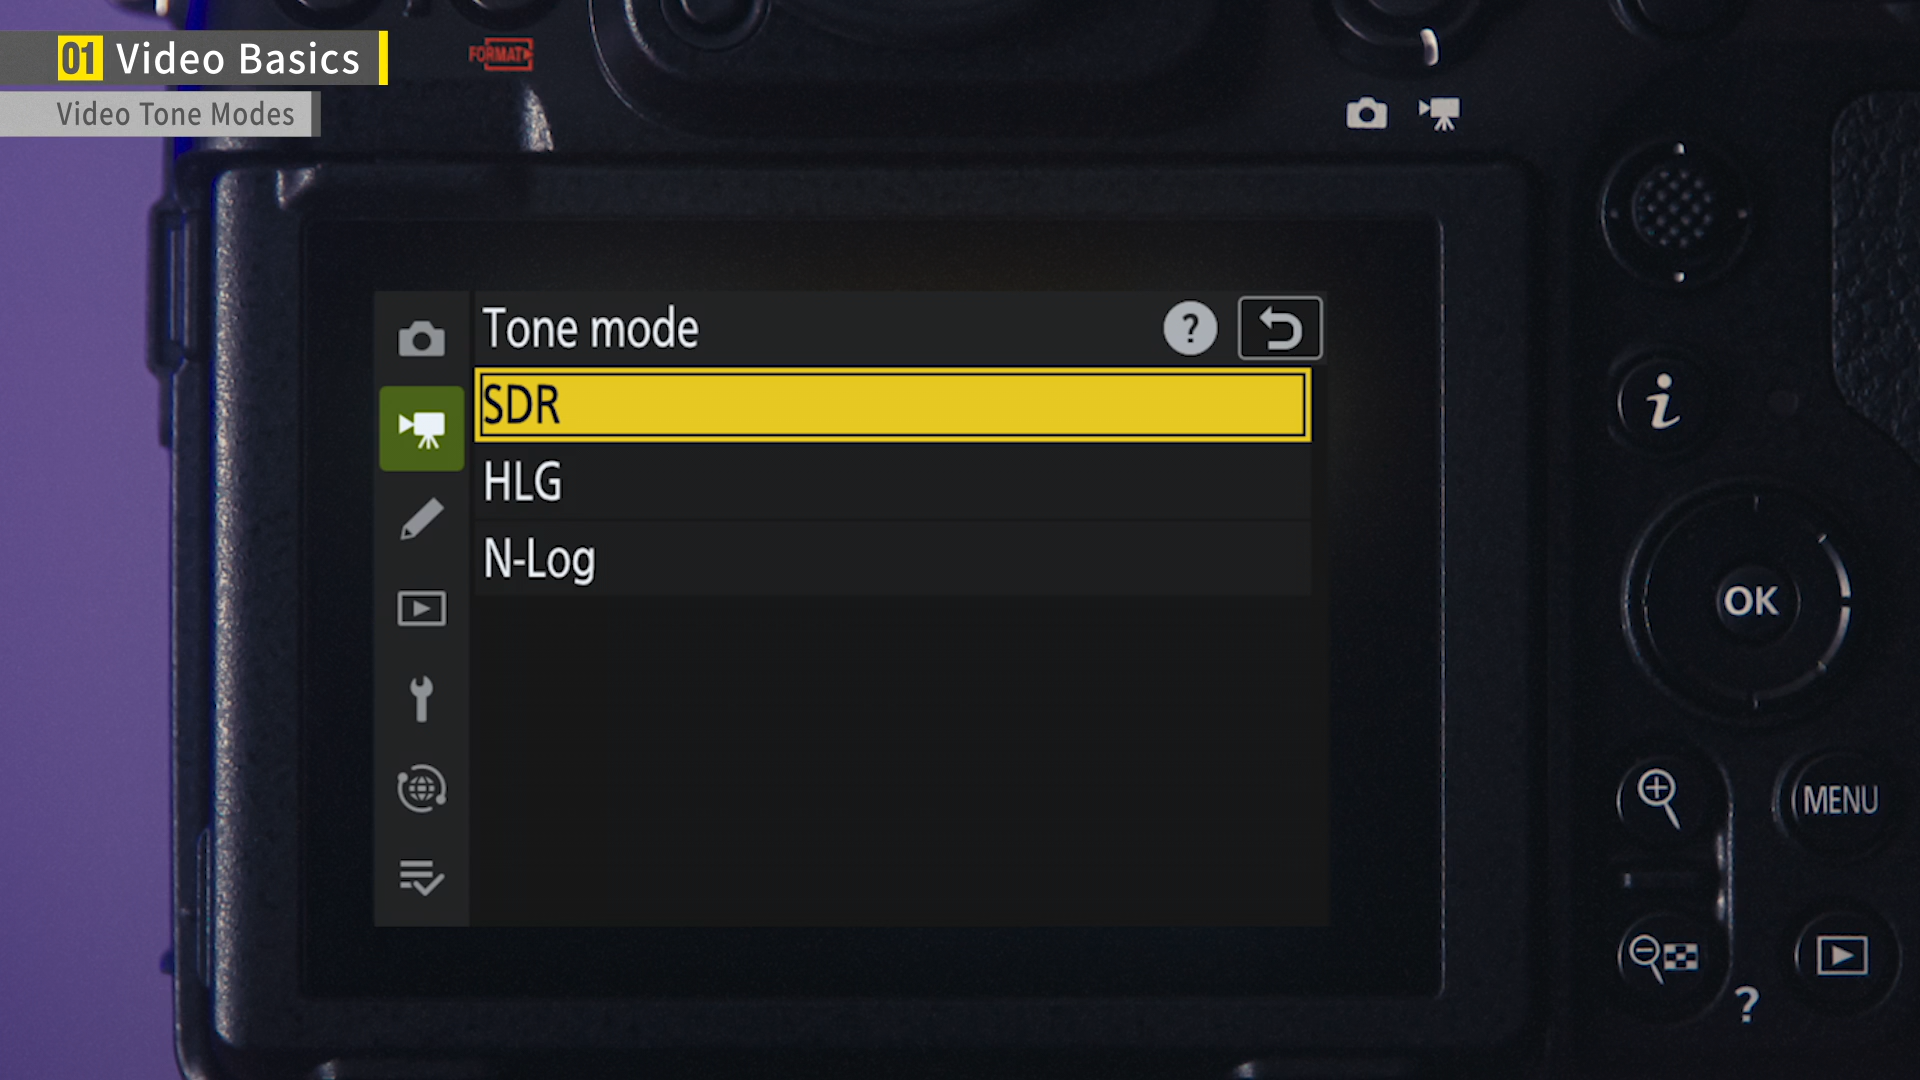 01 Video Basics
Video Tone Modes
FORMAT
Tone mode
?
SDR
HLG
N-Log
i
OK
MENU
?